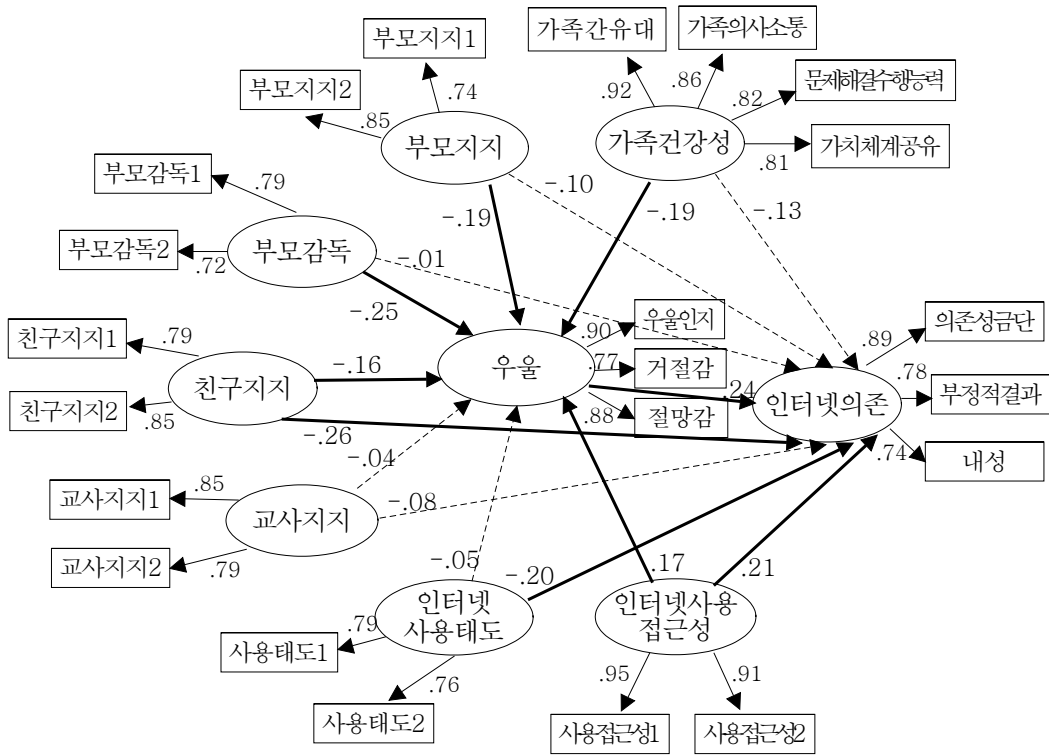 가족간유대
가족의사소통
부모지지1
.92
.86
문제해결수행능력
부모지지2
.74
.82
.85
부모지지
가족건강성
.81
가치체계공유
부모감독1
.79
-.10
-.19
-.19
-.13
부모감독2
.72
부모감독
-.01
-.25
.90
우울인지
.89
의존성금단
친구지지1
.79
우울
.77
거절감
.78
부정적결과
친구지지
-.16
.24
인터넷의존
친구지지2
.85
.88
절망감
-.26
.74
내성
-.04
교사지지1
.85
교사지지
-.08
교사지지2
.79
-.05
-.20
.17
.21
인터넷
사용태도
인터넷사용
접근성
.79
사용태도1
.76
.95
.91
사용태도2
사용접근성1
사용접근성2